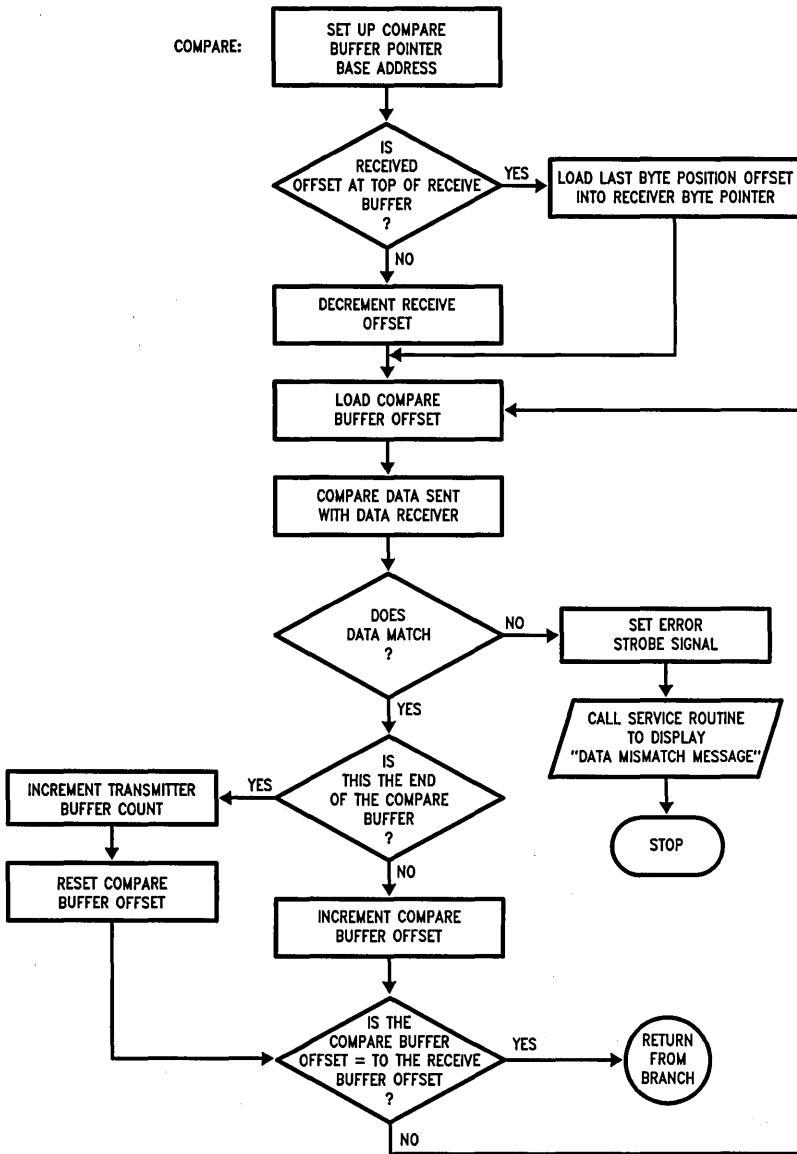 COMPARE:
SET UP COMPARE
BUFFER POINTER
BASE ADDRESS
IS
RECEIVED
OFFSET AT TOP OF RECEIVE
BUFFER
?
YES
LOAD LAST BYTE POSITION OFFSET
INTO RECEIVER BYTE POINTER
NO
DECREMENT RECEIVE
OFFSET
LOAD COMPARE
BUFFER OFFSET
COMPARE DATA SENT
WITH DATA RECEIVER
DOES
DATA MATCH
?
NO
SET ERROR
STROBE SIGNAL
CALL SERVICE ROUTINE
TO DISPLAY
"DATA MISMATCH MESSAGE"
STOP
YES
IS
THIS THE END
OF THE COMPARE
BUFFER
?
YES
INCREMENT TRANSMITTER
BUFFER COUNT
RESET COMPARE
BUFFER OFFSET
NO
INCREMENT COMPARE
BUFFER OFFSET
IS THE
COMPARE BUFFER
OFFSET = TO THE RECEIVE
BUFFER OFFSET
?
YES
RETURN
FROM
BRANCH
NO